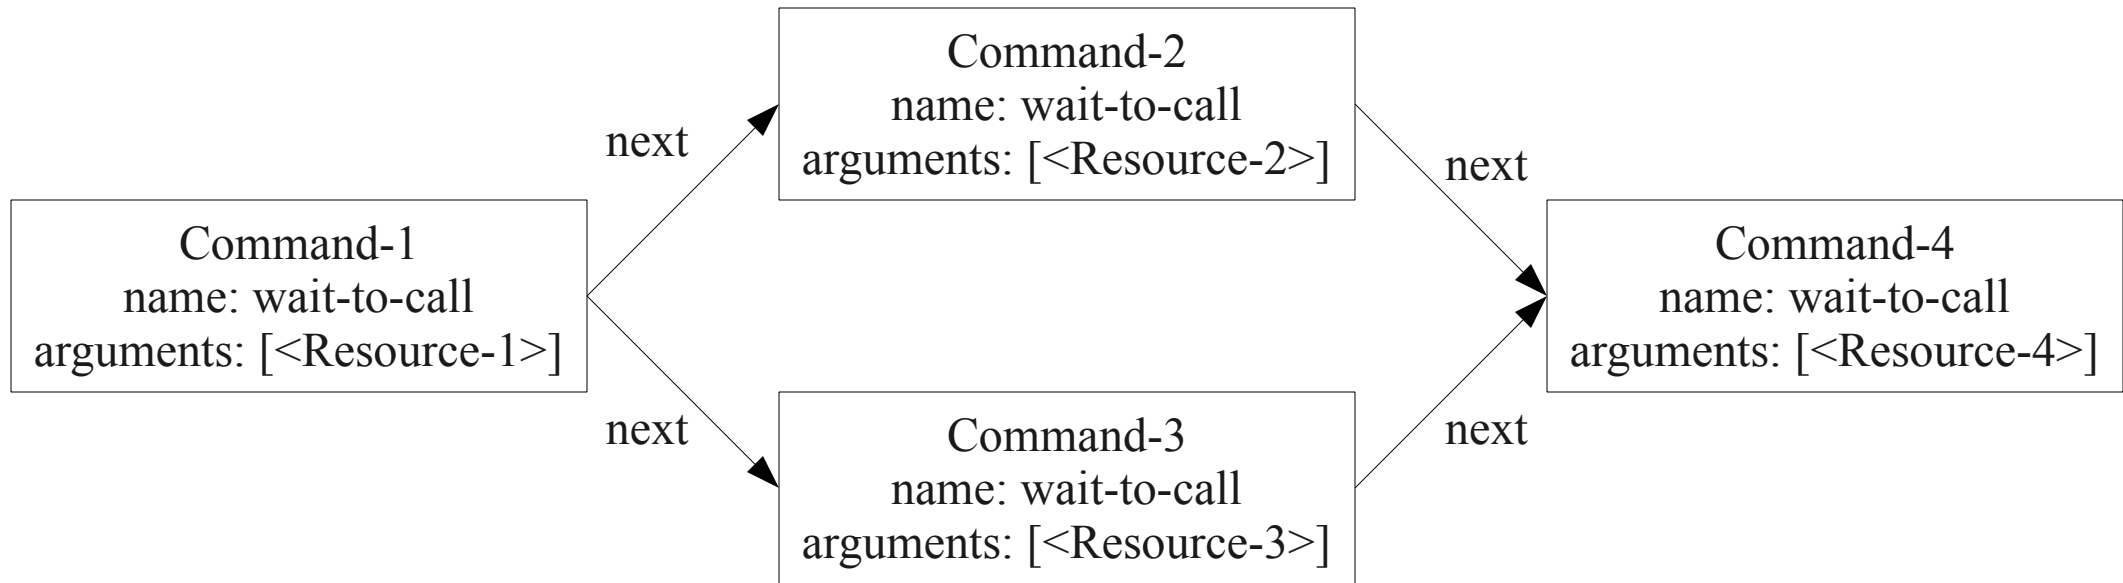 Command-1
name: wait-to-call
arguments: [<Resource-1>]
next
next
Command-2
name: wait-to-call
arguments: [<Resource-2>]
Command-3
name: wait-to-call
arguments: [<Resource-3>]
next
next
Command-4
name: wait-to-call
arguments: [<Resource-4>]